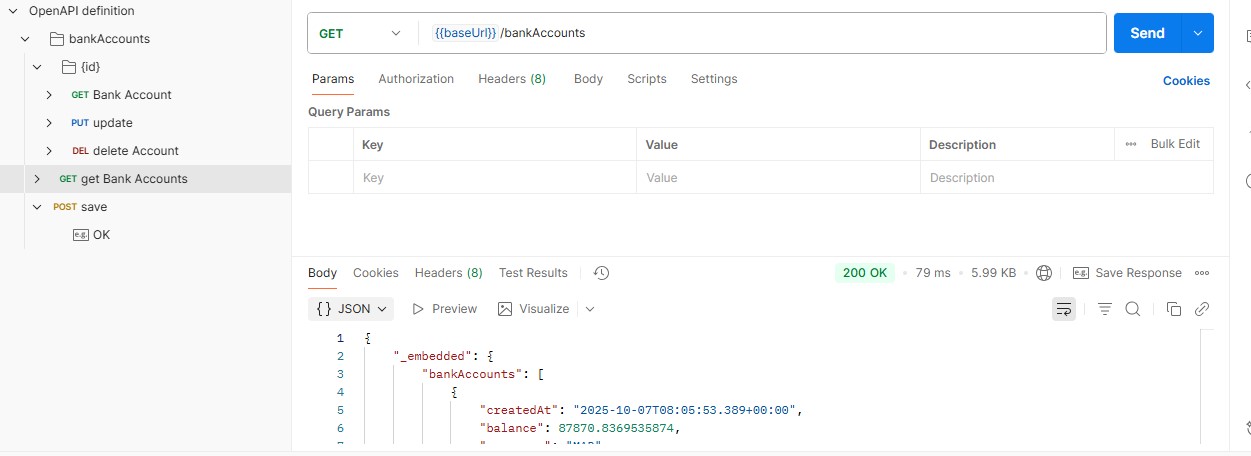 OpenAPI definition
bankAccounts
{id}
GET Bank Account
PUT update
DEL delete Account
GET get Bank Accounts
POST save
e.g. OK
GET {{baseUrl}} /bankAccounts Send
Params Authorization Headers (8) Body Scripts Settings Cookies
Query Params
Key Value Description ••• Bulk Edit
Key Value Description
Body Cookies Headers (8) Test Results 200 OK • 79 ms • 5.99 KB • e.g. Save Response •••
{} JSON Preview Visualize
1 {
2 "_embedded": {
3 "bankAccounts": [
4 {
5 "createdAt": "2025-10-07T08:05:53.389+00:00",
6 "balance": 87870.8369535874,